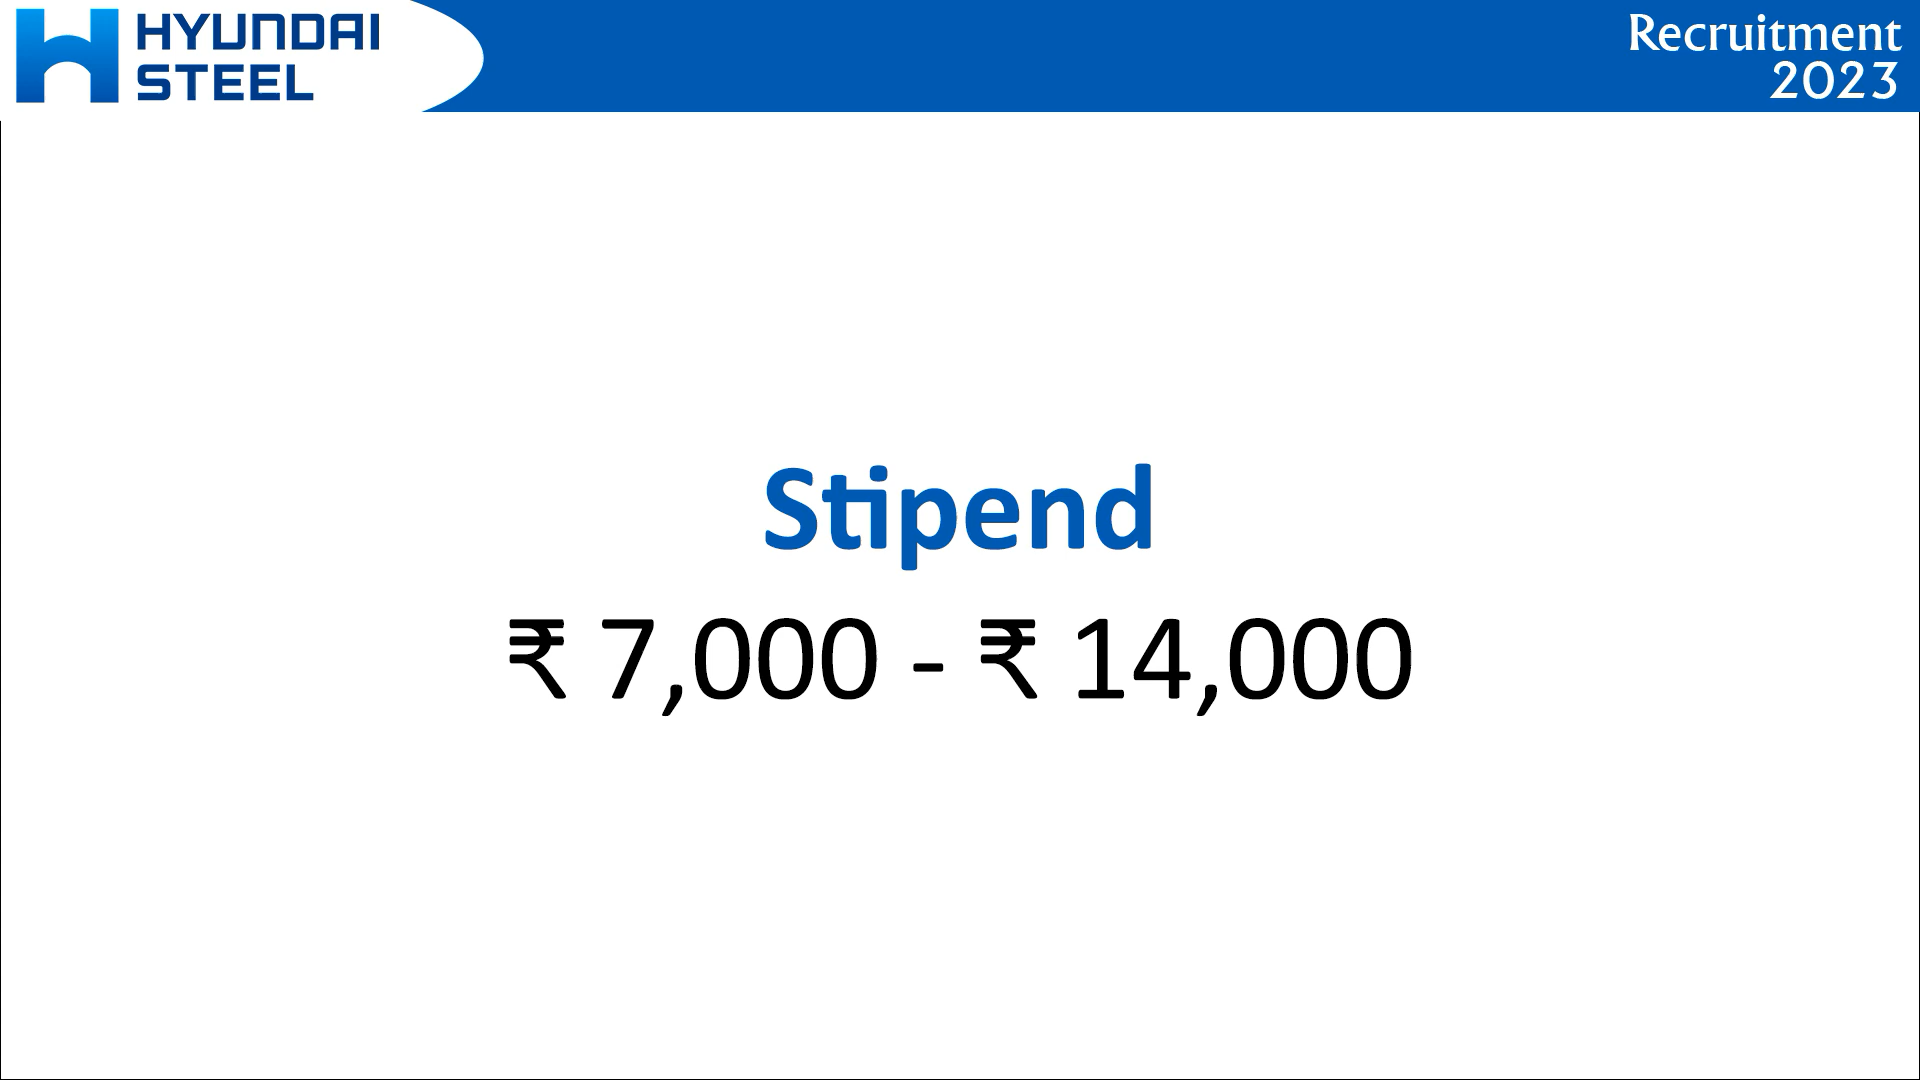 HYUNDAI
STEEL
Recruitment
2023
Stipend
₹ 7,000 - ₹ 14,000